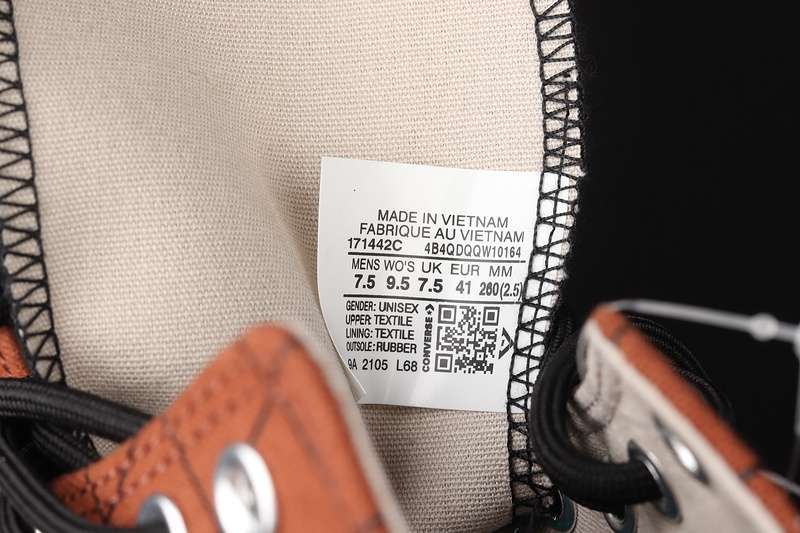 MADE IN VIETNAM
FABRIQUE AU VIETNAM
171442C 4B4QDQQW10164
MENS WO'S UK EUR MM
7.5 9.5 7.5 41 260(2.5)
GENDER: UNISEX
UPPER: TEXTILE
LINING: TEXTILE
OUTSOLE: RUBBER
9A 2105 L68
CONVERSE